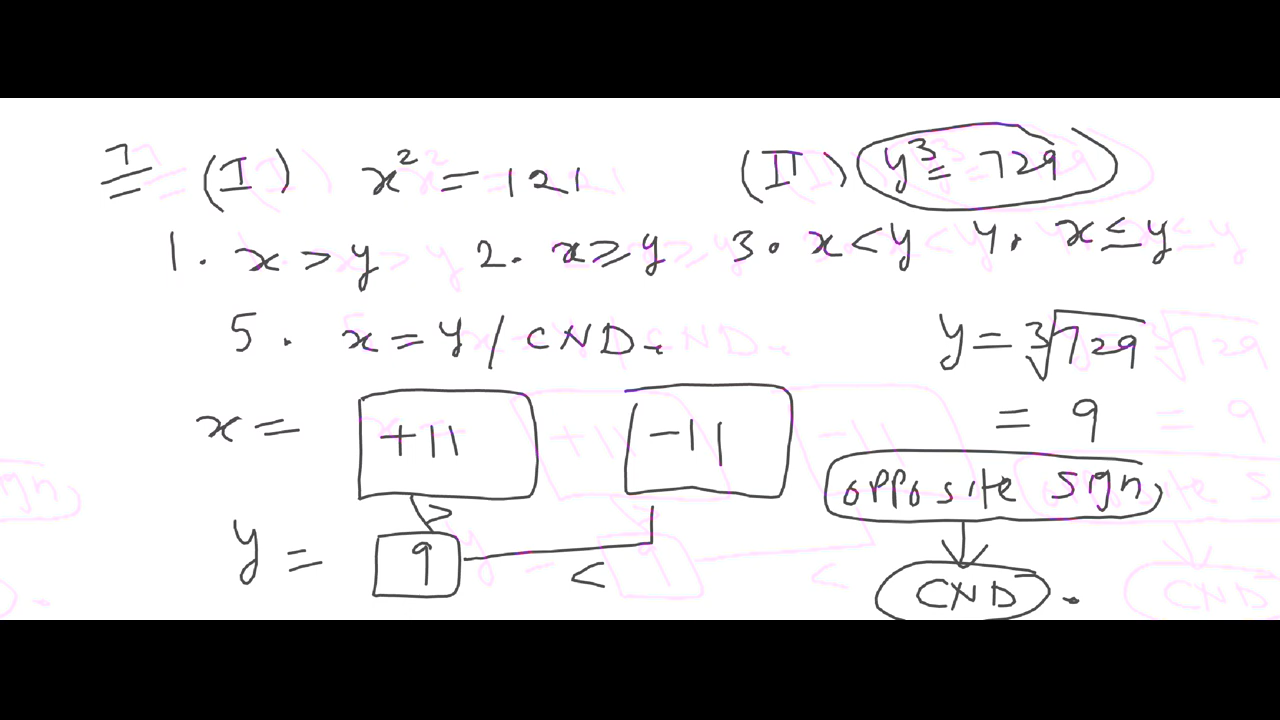 7 (I) x² = 121 (II) y³ = 729
1. x > y 2. x ≥ y 3. x < y 4. x ≤ y
5. x = y / CND.
y = ∛729
x = +11 -11
= 9
opposite sign,
y = 9
>
<
CND.